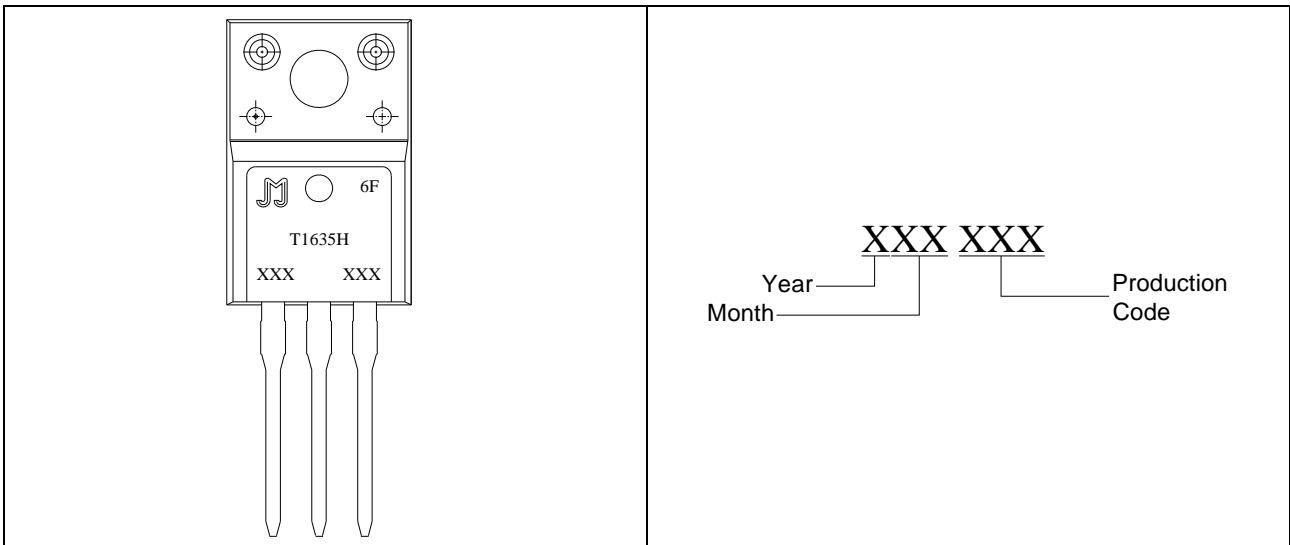 JJ 6F
T1635H
XXX XXX
XXX XXX
Year
Month
Production
Code